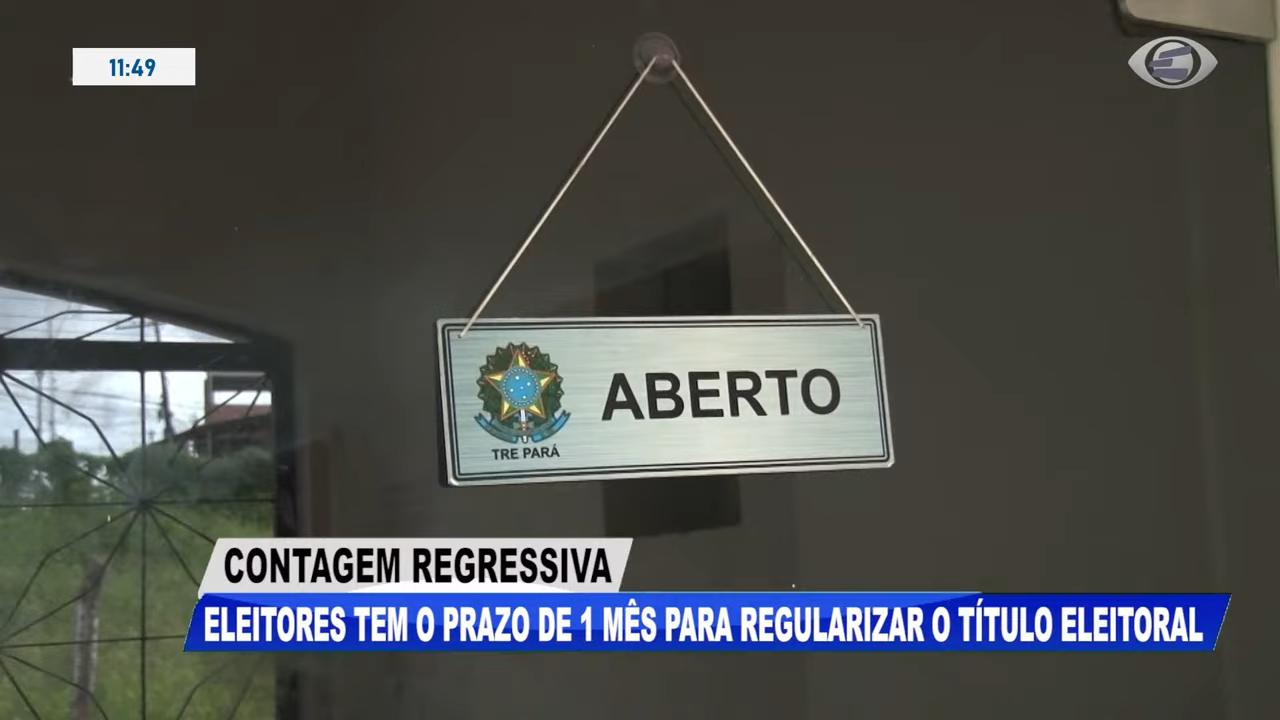 11:49
ABERTO
TRE PARÁ
CONTAGEM REGRESSIVA
ELEITORES TEM O PRAZO DE 1 MÊS PARA REGULARIZAR O TÍTULO ELEITORAL